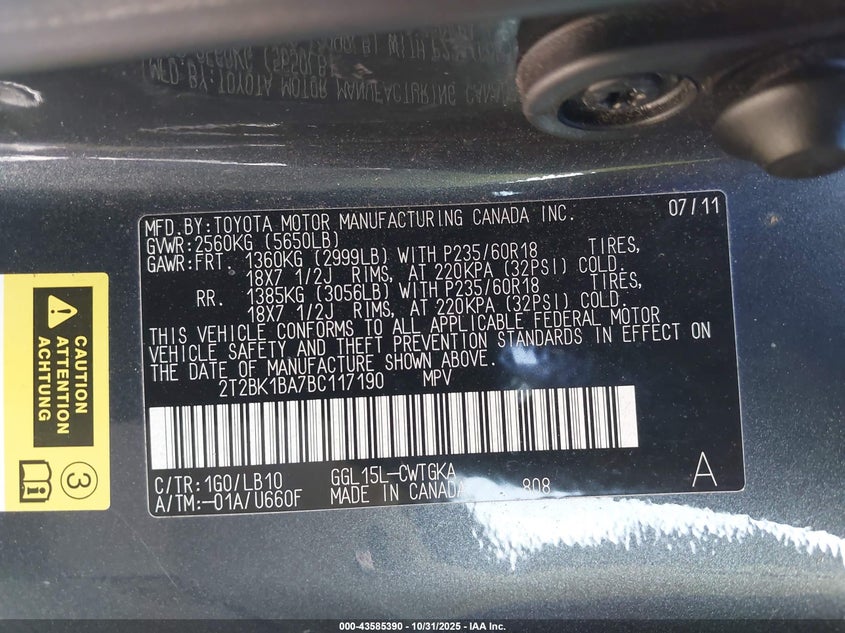 MFD.BY:TOYOTA MOTOR MANUFACTURING CANADA INC. 07/11
GVWR:2560KG (5650LB)
GAWR:FRT 1360KG (2999LB) WITH P235/60R18 TIRES,
18X7 1/2J RIMS, AT 220KPA (32PSI) COLD.
RR. 1385KG (3056LB) WITH P235/60R18 TIRES,
18X7 1/2J RIMS, AT 220KPA (32PSI) COLD.
THIS VEHICLE CONFORMS TO ALL APPLICABLE FEDERAL MOTOR
VEHICLE SAFETY AND THEFT PREVENTION STANDARDS IN EFFECT ON
THE DATE OF MANUFACTURE SHOWN ABOVE.
2T2BK1BA7BC117190 MPV
C/TR:1G0/LB10 GGL15L-CWTGKA A
A/TM:-01A/U660F MADE IN CANADA 808
CAUTION
ATTENTION
3
000-43585390 - 10/31/2025 - IAA Inc.